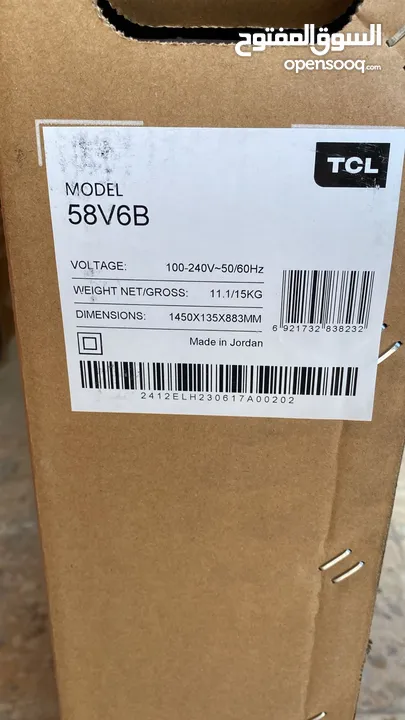 السوق المفتوح
opensooq.com
TCL
MODEL
58V6B
VOLTAGE: 100-240V~50/60Hz
WEIGHT NET/GROSS: 11.1/15KG
DIMENSIONS: 1450X135X883MM
6 921732 838232
Made in Jordan
2412ELH230617A00202